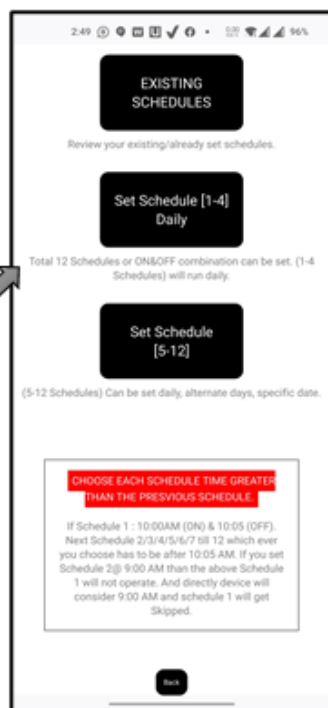 2:49
96%
EXISTING
SCHEDULES
Review your existing/already set schedules.
Set Schedule [1-4]
Daily
Total 12 Schedules or ON&OFF combination can be set. (1-4
Schedules) will run daily.
Set Schedule
[5-12]
(5-12 Schedules) Can be set daily, alternate days, specific date.
CHOOSE EACH SCHEDULE TIME GREATER
THAN THE PRESVIOUS SCHEDULE.
If Schedule 1 : 10:00AM (ON) & 10:05 (OFF).
Next Schedule 2/3/4/5/6/7 till 12 which ever
you choose has to be after 10:05 AM. If you set
Schedule 2@ 9:00 AM than the above Schedule
1 will not operate. And directly device will
consider 9:00 AM and schedule 1 will get
Skipped.
Back